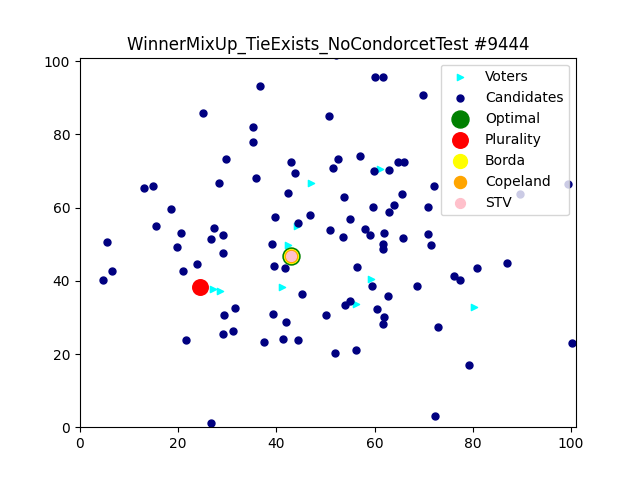 WinnerMixUp_TieExists_NoCondorcetTest #9444
100
80
60
40
20
0
0 20 40 60 80 100
Voters
Candidates
Optimal
Plurality
Borda
Copeland
STV